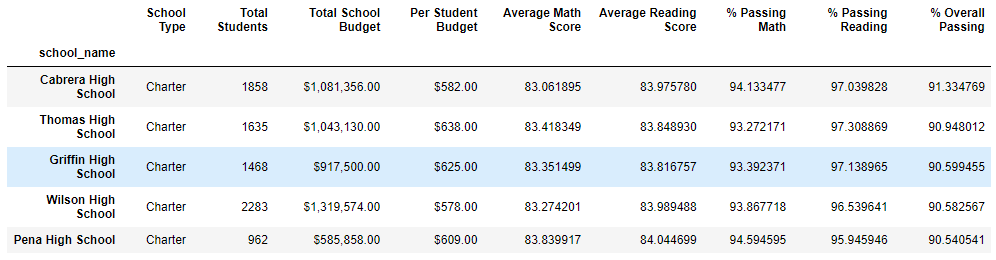 School Type Total Students Total School Budget Per Student Budget Average Math Score Average Reading Score % Passing Math % Passing Reading % Overall Passing
school_name
Cabrera High School Charter 1858 $1,081,356.00 $582.00 83.061895 83.975780 94.133477 97.039828 91.334769
Thomas High School Charter 1635 $1,043,130.00 $638.00 83.418349 83.848930 93.272171 97.308869 90.948012
Griffin High School Charter 1468 $917,500.00 $625.00 83.351499 83.816757 93.392371 97.138965 90.599455
Wilson High School Charter 2283 $1,319,574.00 $578.00 83.274201 83.989488 93.867718 96.539641 90.582567
Pena High School Charter 962 $585,858.00 $609.00 83.839917 84.044699 94.594595 95.945946 90.540541